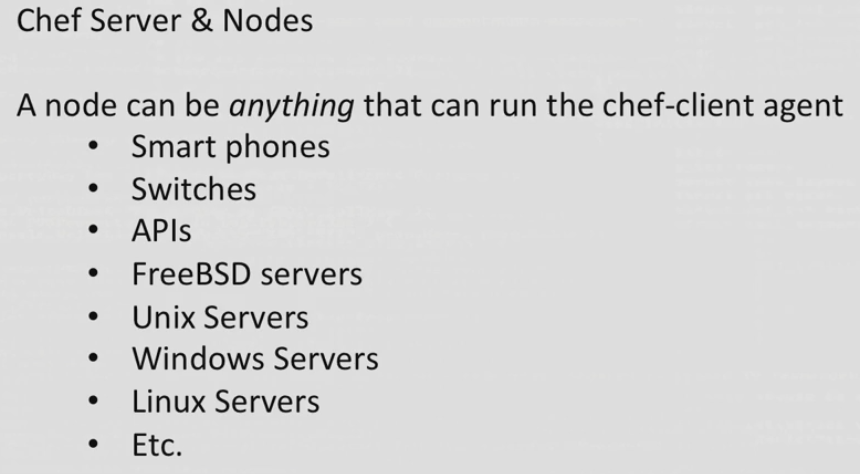 Chef Server & Nodes
A node can be anything that can run the chef-client agent
• Smart phones
• Switches
• APIs
• FreeBSD servers
• Unix Servers
• Windows Servers
• Linux Servers
• Etc.